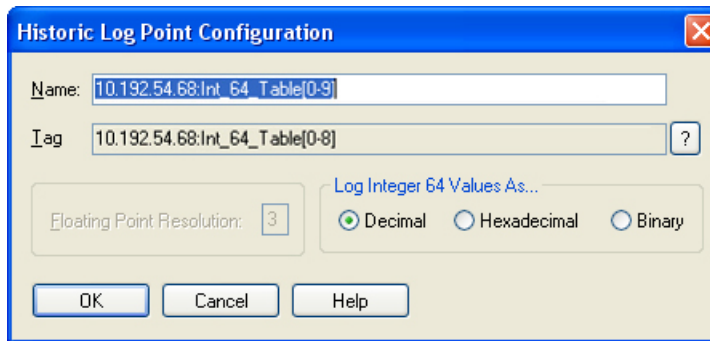 Historic Log Point Configuration
Name: 10.192.54.68:Int_64_Table[0-9]
Tag 10.192.54.68:Int_64_Table[0-8] ?
Log Integer 64 Values As...
Floating Point Resolution: 3
Decimal Hexadecimal Binary
OK Cancel Help